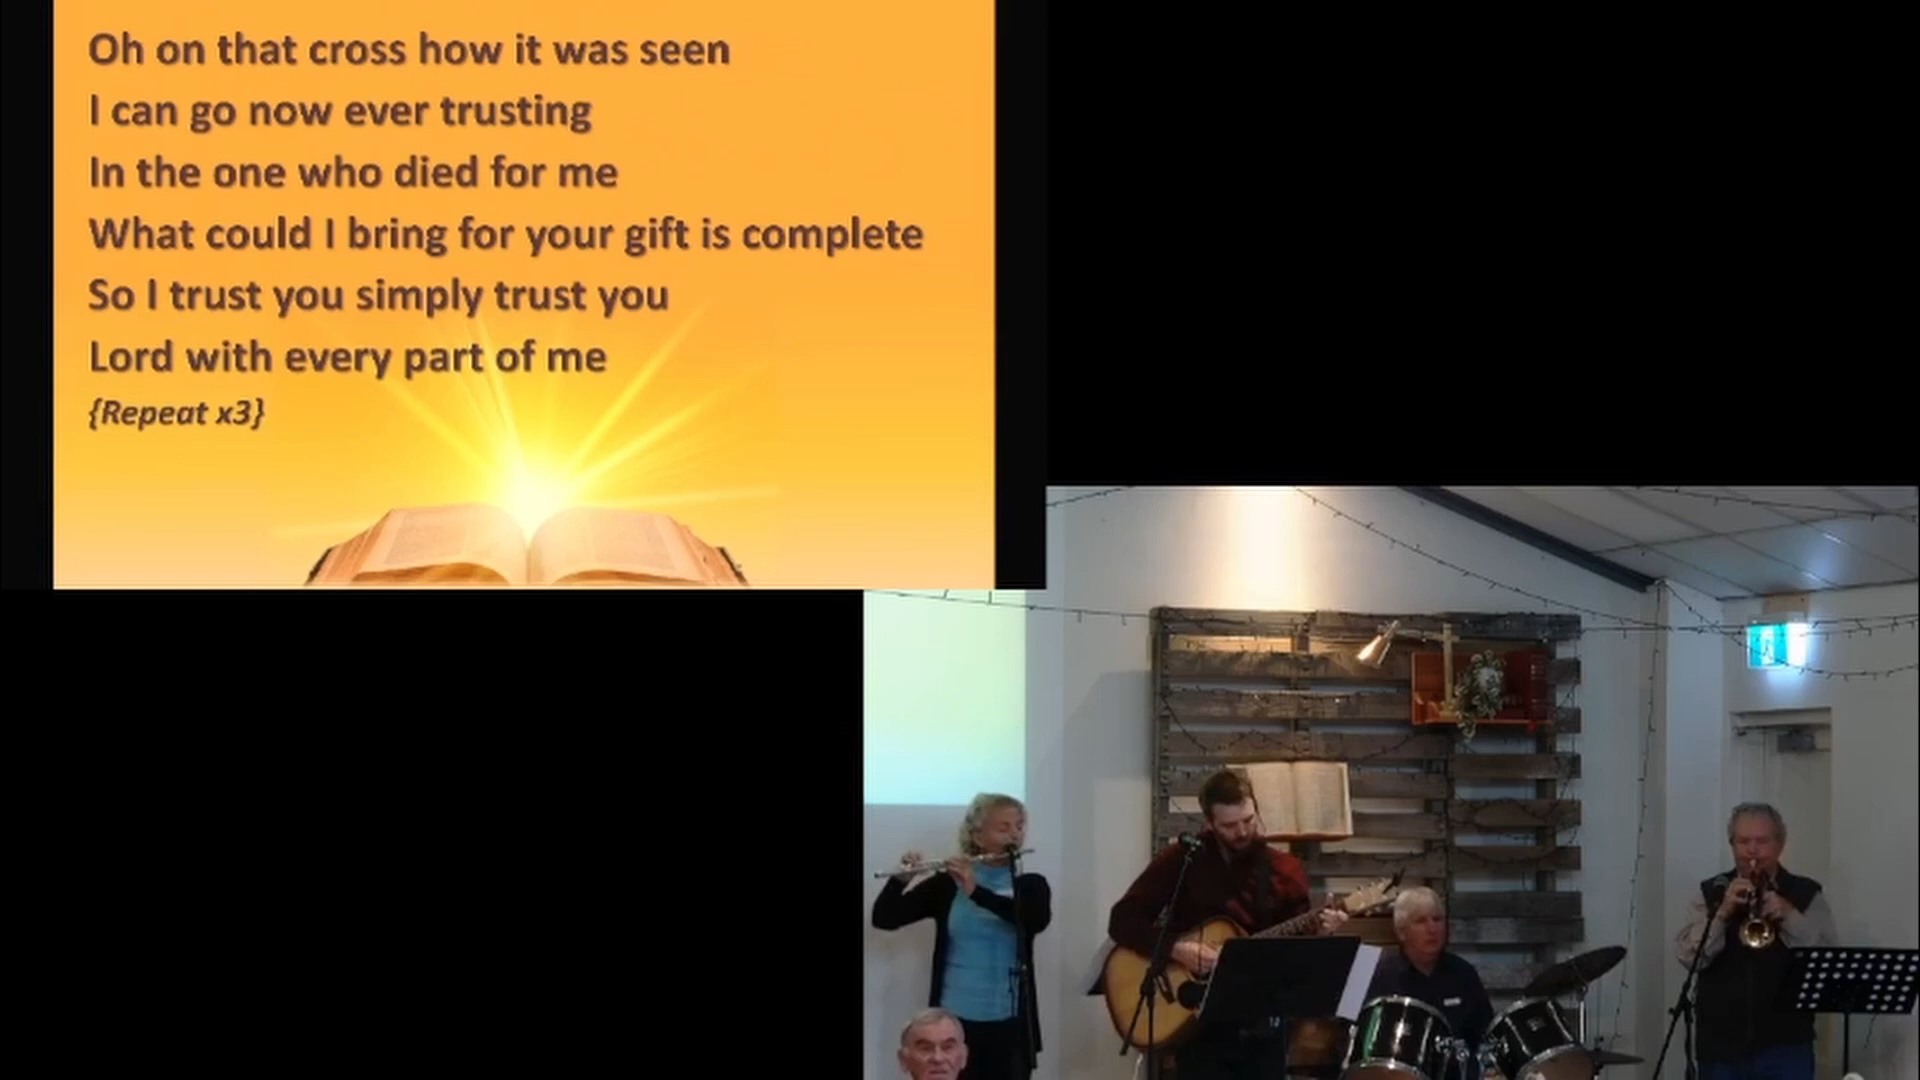 Oh on that cross how it was seen
I can go now ever trusting
In the one who died for me
What could I bring for your gift is complete
So I trust you simply trust you
Lord with every part of me
{Repeat x3}